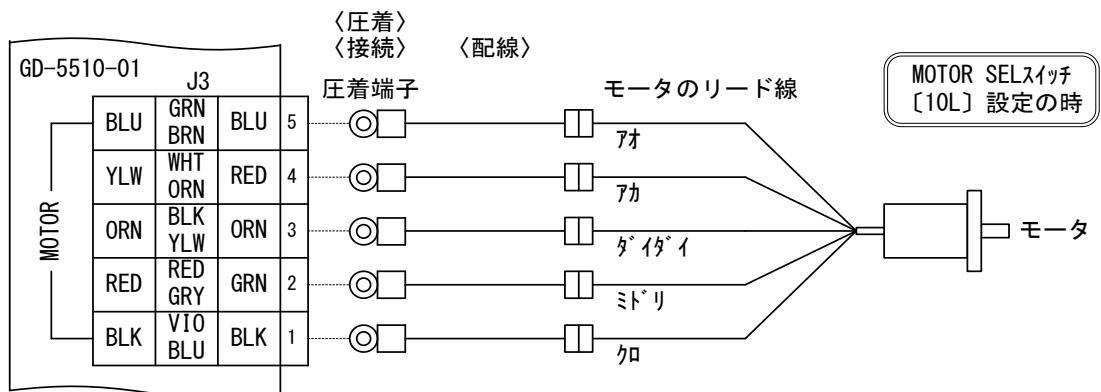 〈圧着〉
〈接続〉 〈配線〉
GD-5510-01
J3
圧着端子
モータのリード線
MOTOR SELスイッチ
〔10L〕設定の時
MOTOR
BLU GRN BRN BLU 5
アオ
YLW WHT ORN RED 4
アカ
ORN BLK YLW ORN 3
ダイダイ
モータ
RED RED GRY GRN 2
ミドリ
BLK VIO BLU BLK 1
クロ